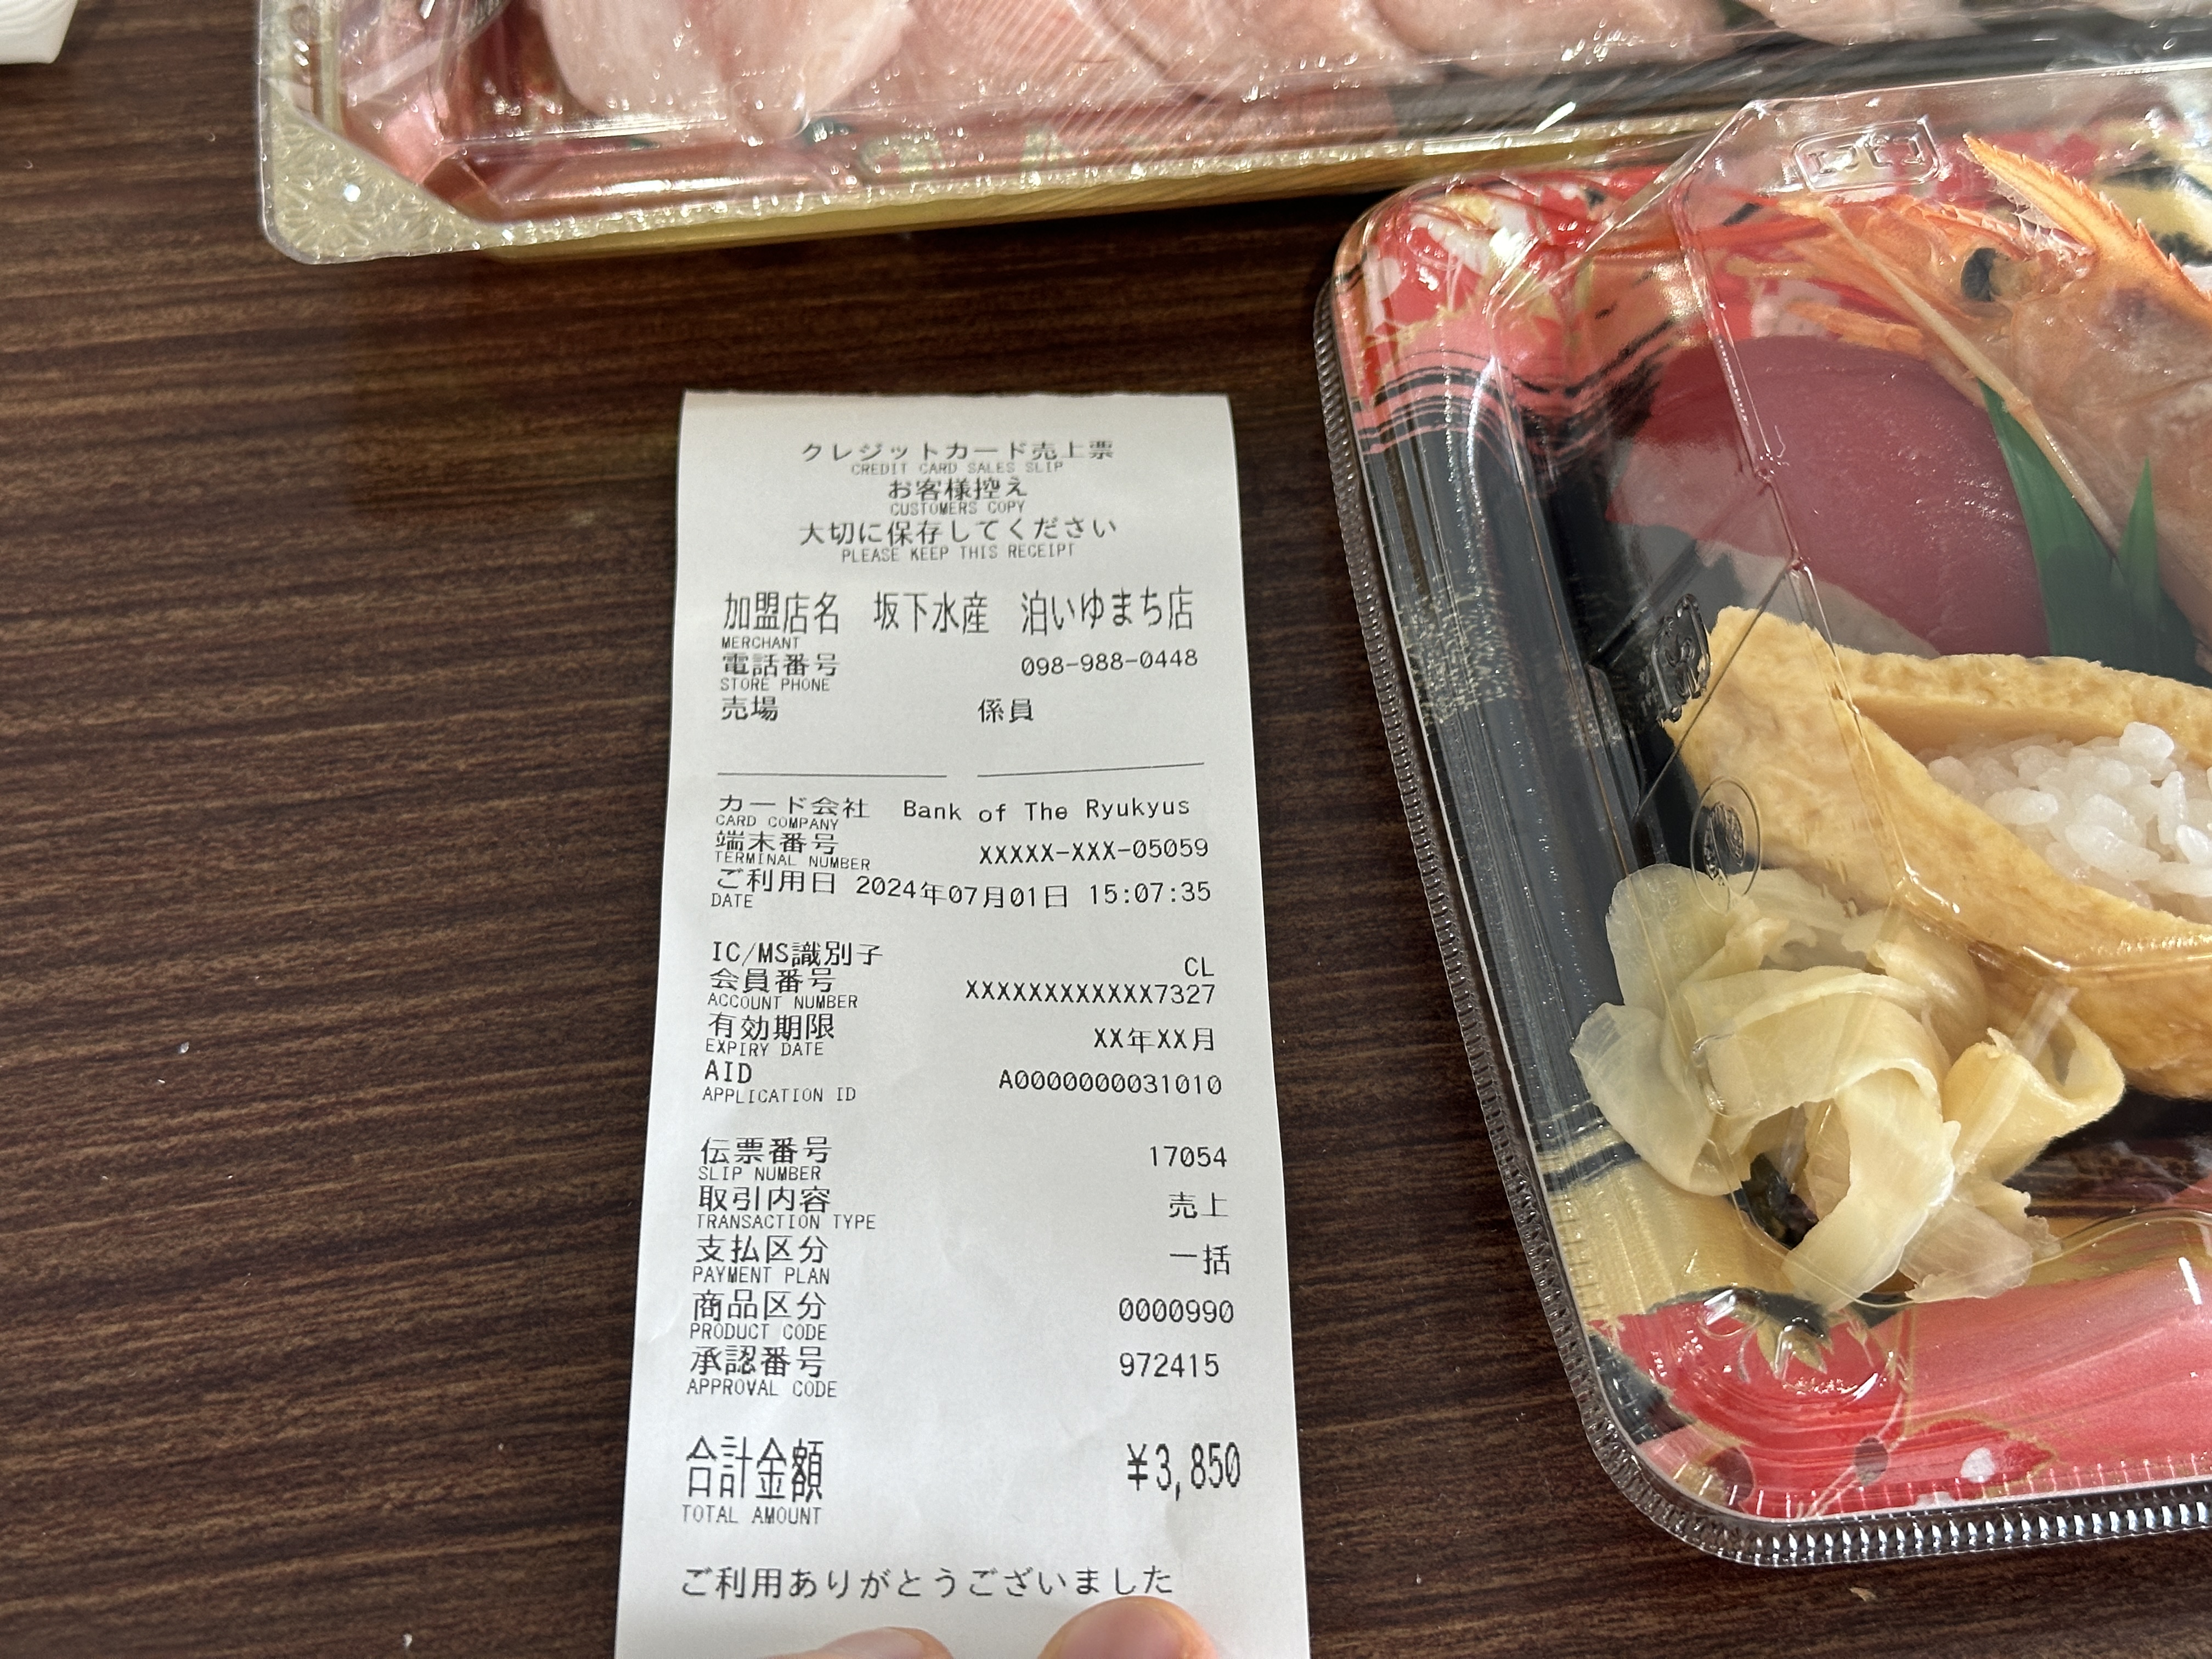 クレジットカード売上票
CREDIT CARD SALES SLIP
お客様控え
CUSTOMERS COPY
大切に保存してください
PLEASE KEEP THIS RECEIPT
加盟店名 坂下水産 泊いゆまち店
MERCHANT
電話番号 098-988-0448
STORE PHONE
売場 係員
カード会社 Bank of The Ryukyus
CARD COMPANY
端末番号 XXXXX-XXX-05059
TERMINAL NUMBER
ご利用日 2024年07月01日 15:07:35
DATE
IC/MS識別子 CL
会員番号 XXXXXXXXXXXX7327
ACCOUNT NUMBER
有効期限 XX年XX月
EXPIRY DATE
AID A0000000031010
APPLICATION ID
伝票番号 17054
SLIP NUMBER
取引内容 売上
TRANSACTION TYPE
支払区分 一括
PAYMENT PLAN
商品区分 0000990
PRODUCT CODE
承認番号 972415
APPROVAL CODE
合計金額 ¥3,850
TOTAL AMOUNT
ご利用ありがとうございました